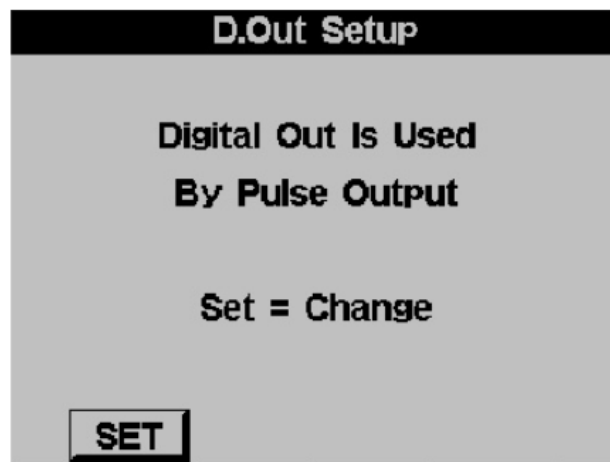 D.Out Setup
Digital Out Is Used
By Pulse Output
Set = Change
SET